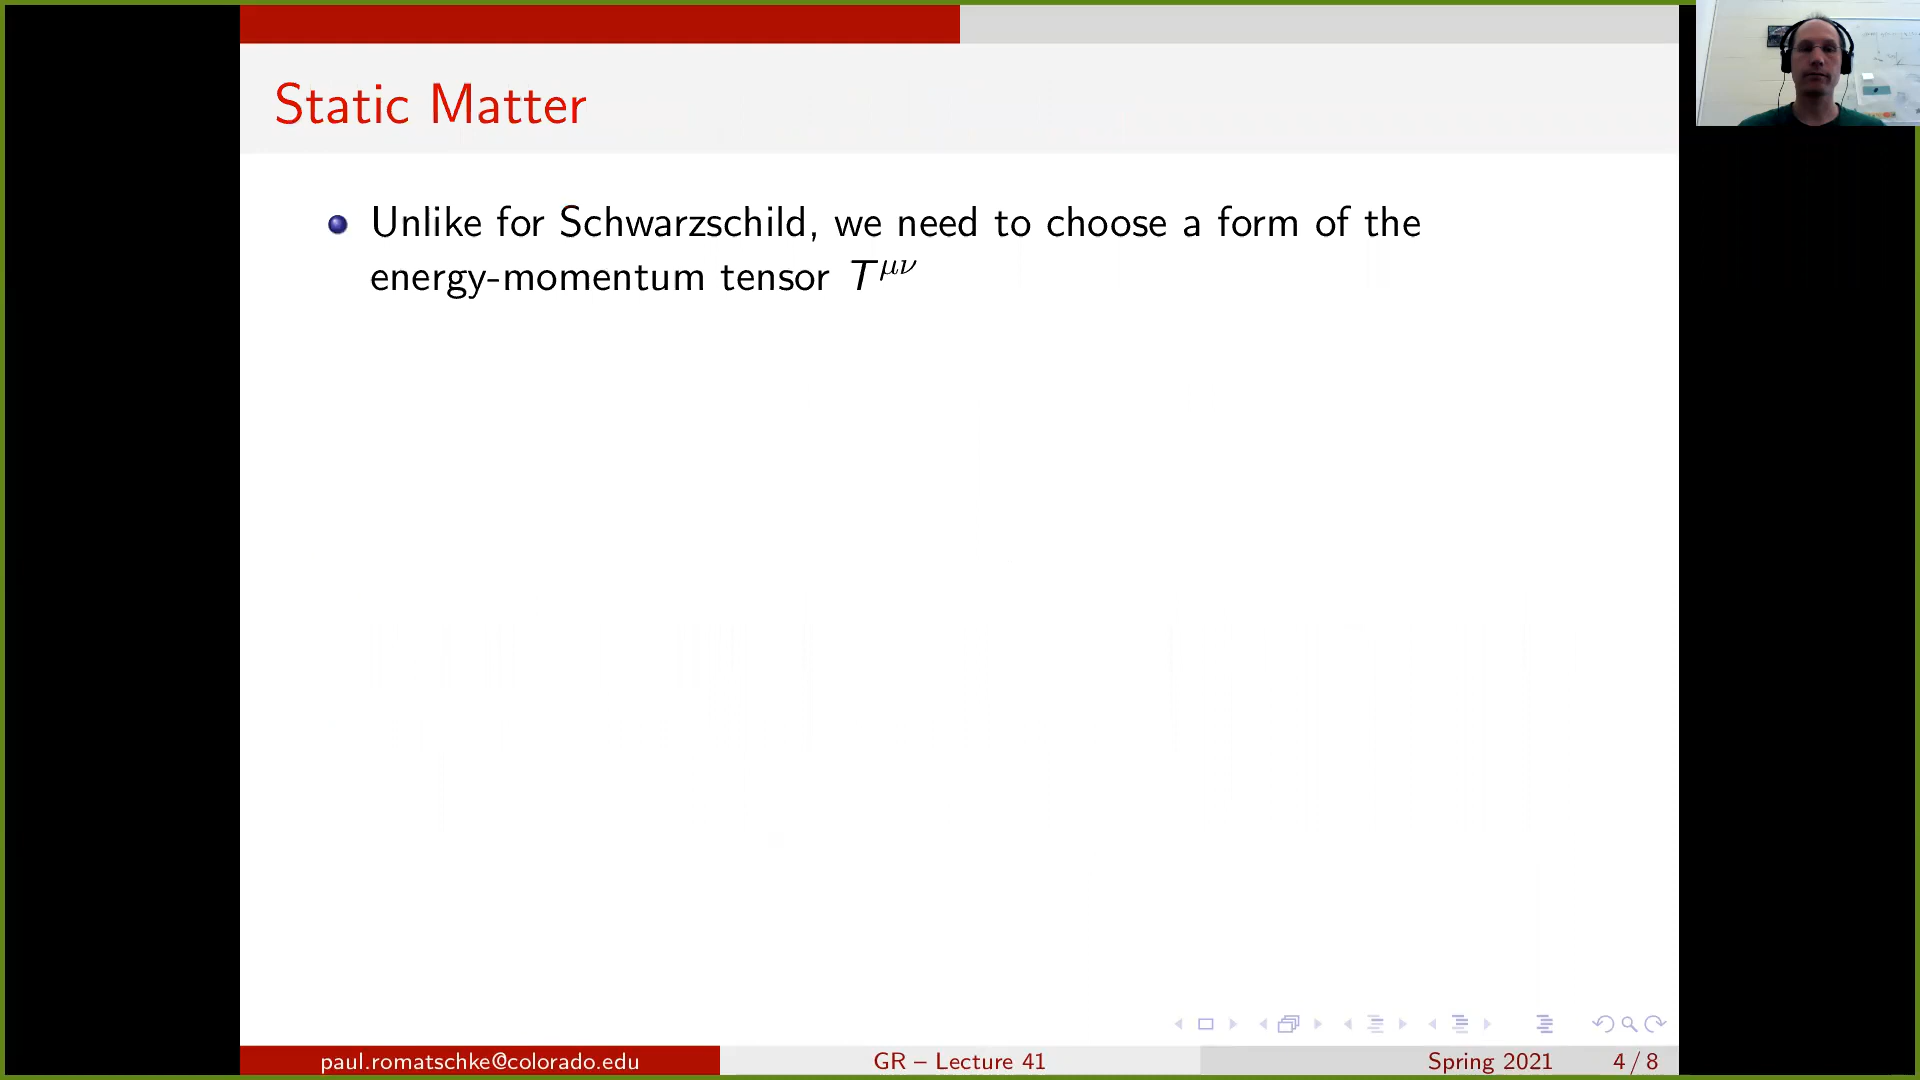 Static Matter
Unlike for Schwarzschild, we need to choose a form of the
energy-momentum tensor T^{μν}
paul.romatschke@colorado.edu
GR – Lecture 41
Spring 2021
4 / 8